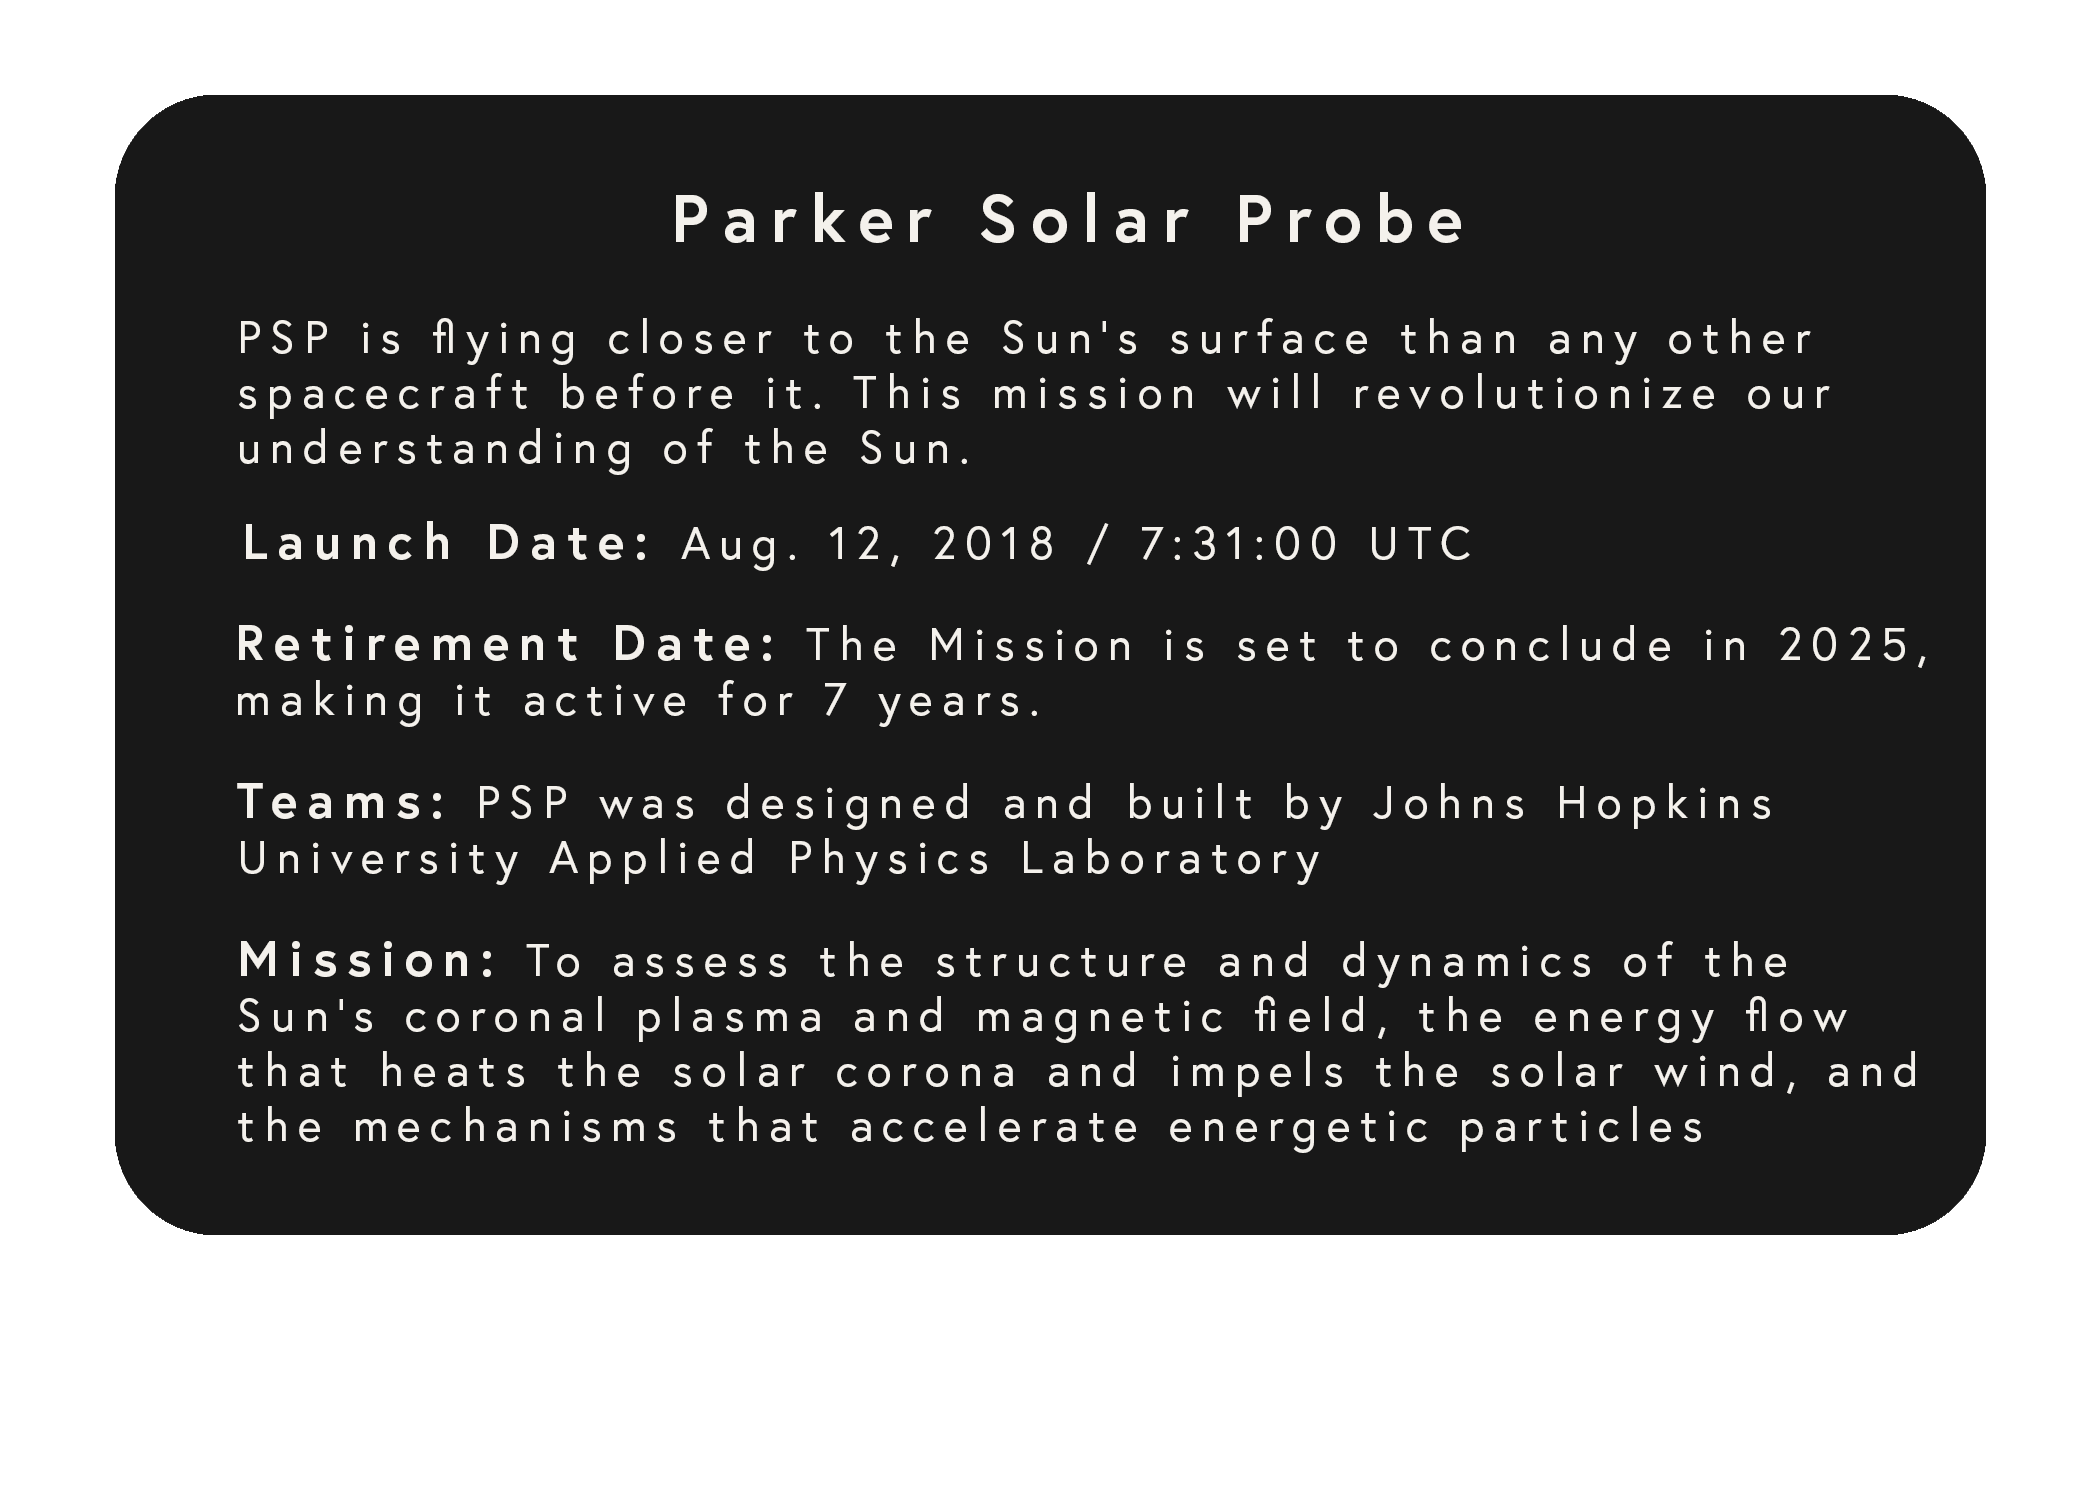 Parker Solar Probe
PSP is flying closer to the Sun's surface than any other
spacecraft before it. This mission will revolutionize our
understanding of the Sun.
Launch Date: Aug. 12, 2018 / 7:31:00 UTC
Retirement Date: The Mission is set to conclude in 2025,
making it active for 7 years.
Teams: PSP was designed and built by Johns Hopkins
University Applied Physics Laboratory
Mission: To assess the structure and dynamics of the
Sun's coronal plasma and magnetic field, the energy flow
that heats the solar corona and impels the solar wind, and
the mechanisms that accelerate energetic particles